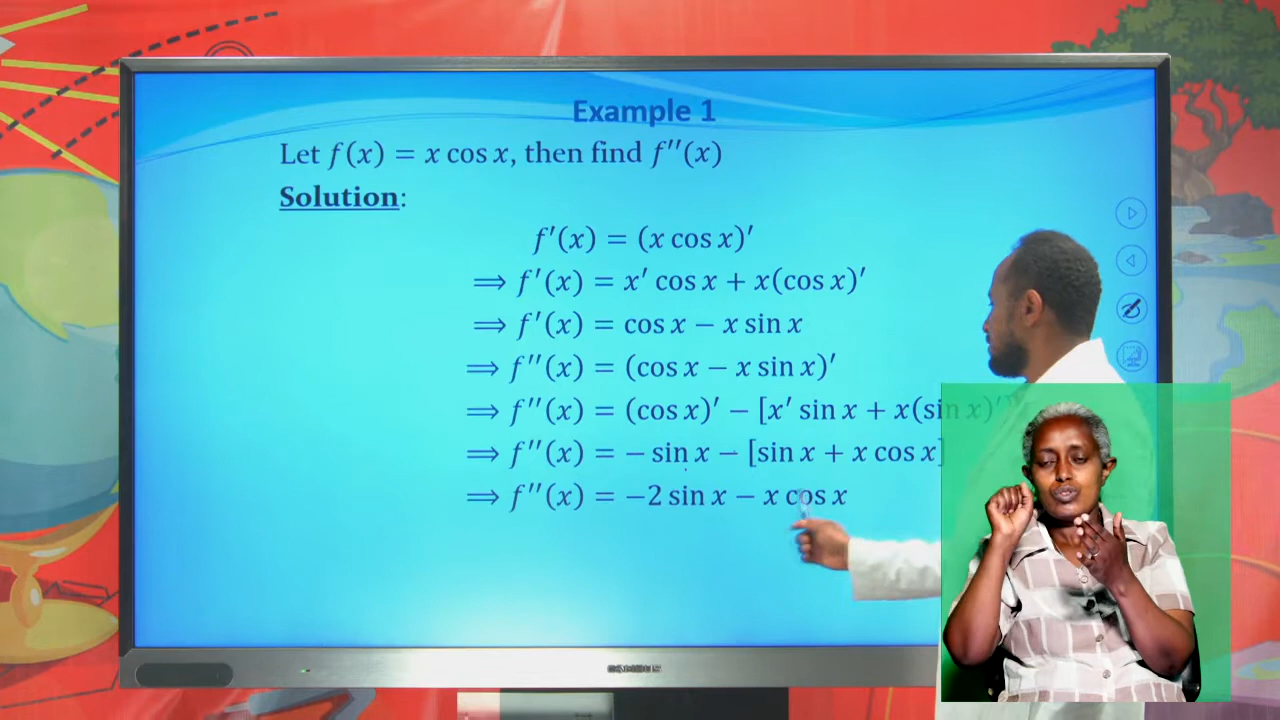 Example 1
Let f(x) = x cos x, then find f′′(x)
Solution:
f′(x) = (x cos x)′
⟹ f′(x) = x′ cos x + x(cos x)′
⟹ f′(x) = cos x − x sin x
⟹ f′′(x) = (cos x − x sin x)′
⟹ f′′(x) = (cos x)′ − [x′ sin x + x(sin x)′]
⟹ f′′(x) = − sin x − [sin x + x cos x]
⟹ f′′(x) = −2 sin x − x cos x